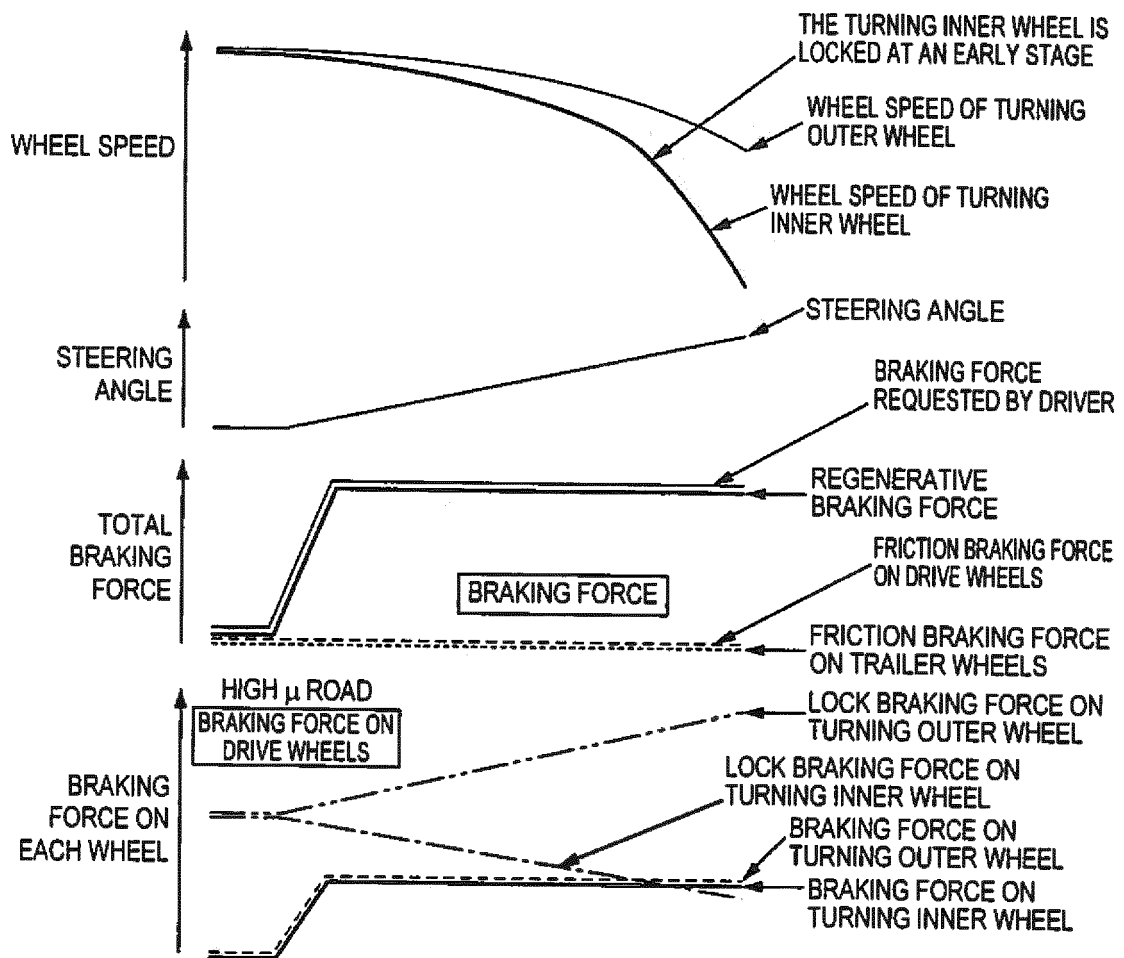 THE TURNING INNER WHEEL IS
LOCKED AT AN EARLY STAGE
WHEEL SPEED
WHEEL SPEED OF TURNING
OUTER WHEEL
WHEEL SPEED OF TURNING
INNER WHEEL
STEERING
ANGLE
STEERING ANGLE
BRAKING FORCE
REQUESTED BY DRIVER
TOTAL
BRAKING
FORCE
REGENERATIVE
BRAKING FORCE
BRAKING FORCE
FRICTION BRAKING FORCE
ON DRIVE WHEELS
FRICTION BRAKING FORCE
ON TRAILER WHEELS
HIGH μ ROAD
BRAKING FORCE ON
DRIVE WHEELS
LOCK BRAKING FORCE ON
TURNING OUTER WHEEL
BRAKING
FORCE ON
EACH WHEEL
LOCK BRAKING FORCE ON
TURNING INNER WHEEL
BRAKING FORCE ON
TURNING OUTER WHEEL
BRAKING FORCE ON
TURNING INNER WHEEL